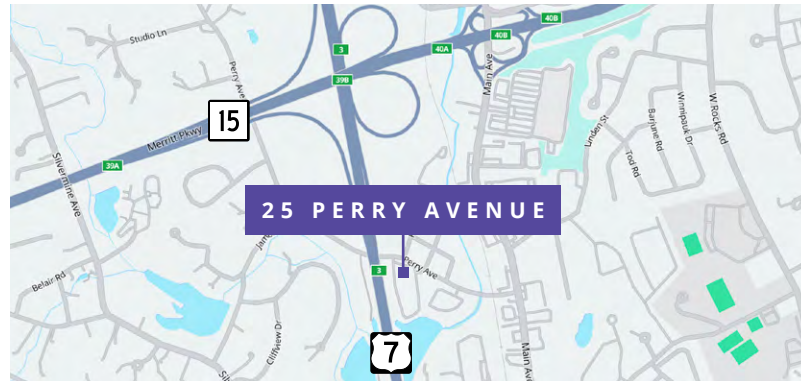 Studio Ln
Perry Ave
3
39B
40A
40B
40B
Main Ave
15
Merritt Pkwy
39A
Silvermine Ave
Linden St
Barjune Rd
Winnipauk Dr
W Rocks Rd
Tod Rd
25 PERRY AVENUE
Belair Rd
3
Perry Ave
Cliffview Dr
7
Main Ave